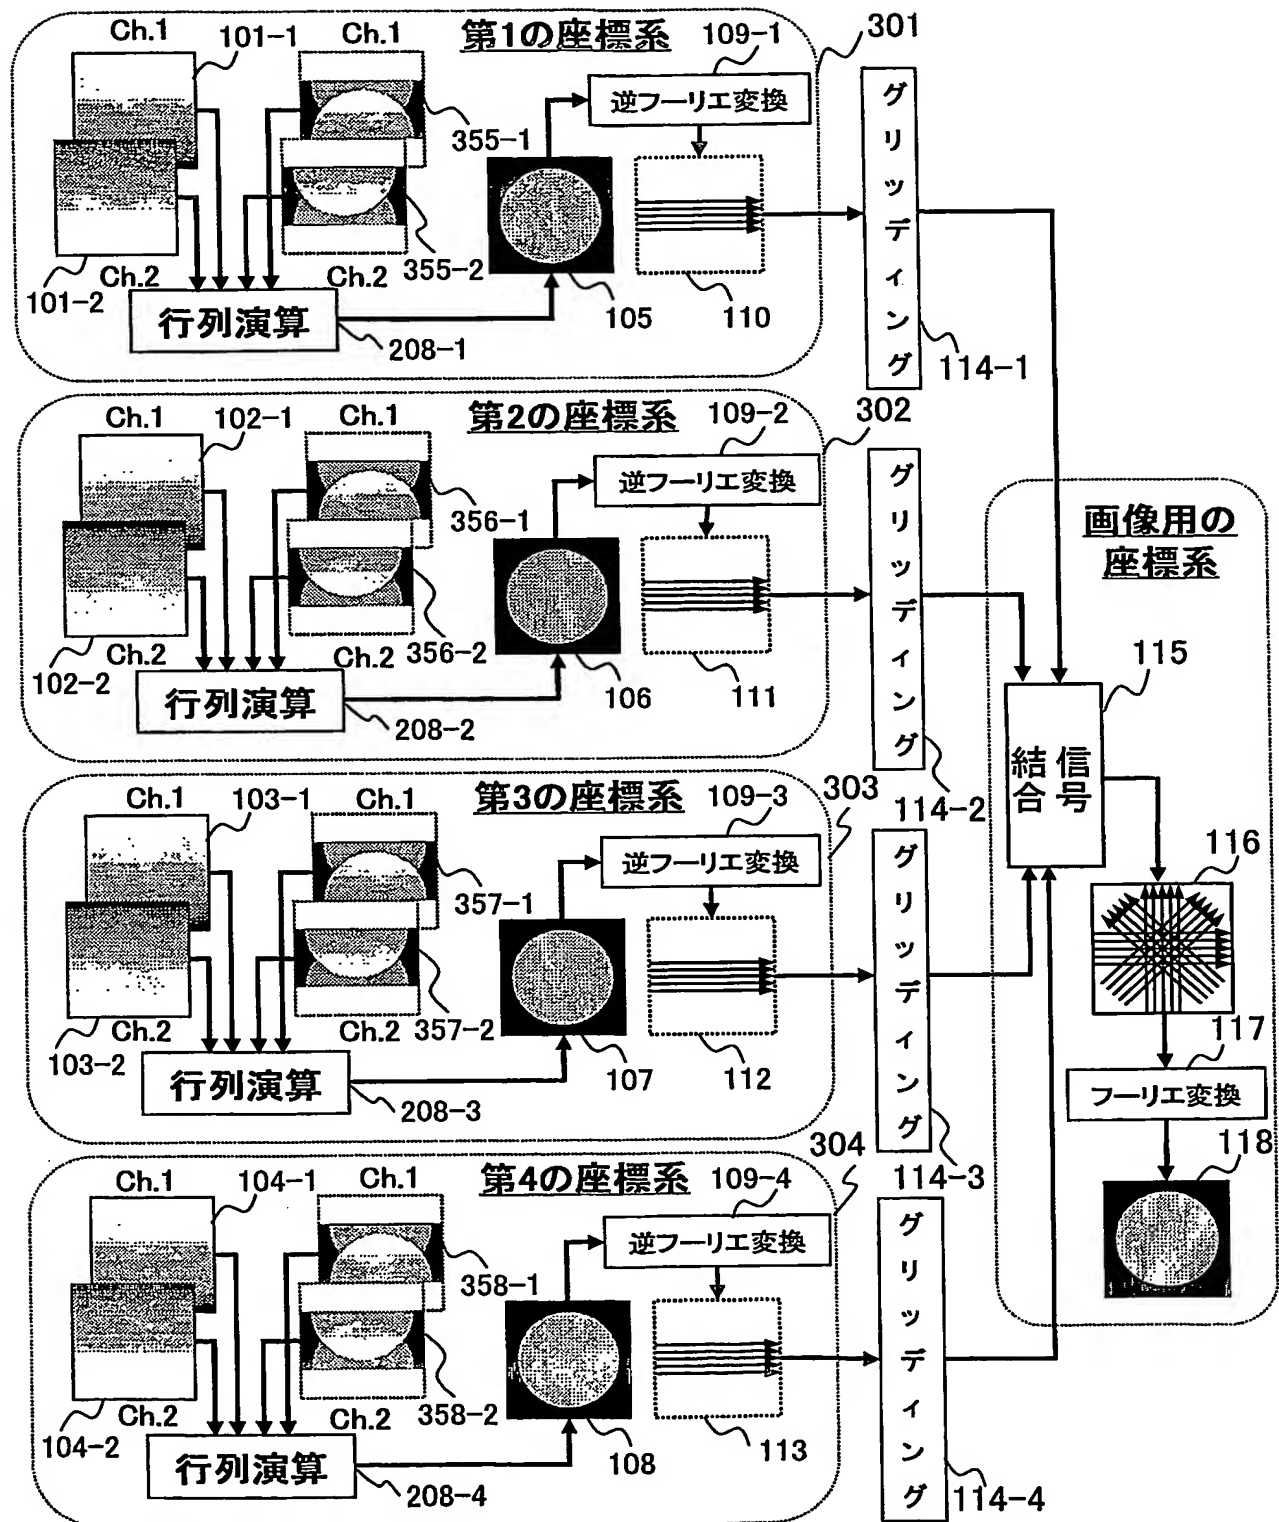 Ch.1
101-1
Ch.1
第1の座標系
109-1
301
逆フーリエ変換
355-1
グリッディング
101-2
Ch.2
355-2
Ch.2
行列演算
208-1
105
110
114-1
Ch.1
102-1
Ch.1
第2の座標系
109-2
302
逆フーリエ変換
356-1
グリッディング
102-2
Ch.2
356-2
Ch.2
行列演算
208-2
106
111
114-2
Ch.1
103-1
Ch.1
第3の座標系
109-3
303
逆フーリエ変換
357-1
グリッディング
103-2
Ch.2
357-2
Ch.2
行列演算
208-3
107
112
114-3
Ch.1
104-1
Ch.1
第4の座標系
109-4
304
逆フーリエ変換
358-1
グリッディング
104-2
Ch.2
358-2
Ch.2
行列演算
208-4
108
113
114-4
画像用の
座標系
115
信号
結合
116
117
フーリエ変換
118